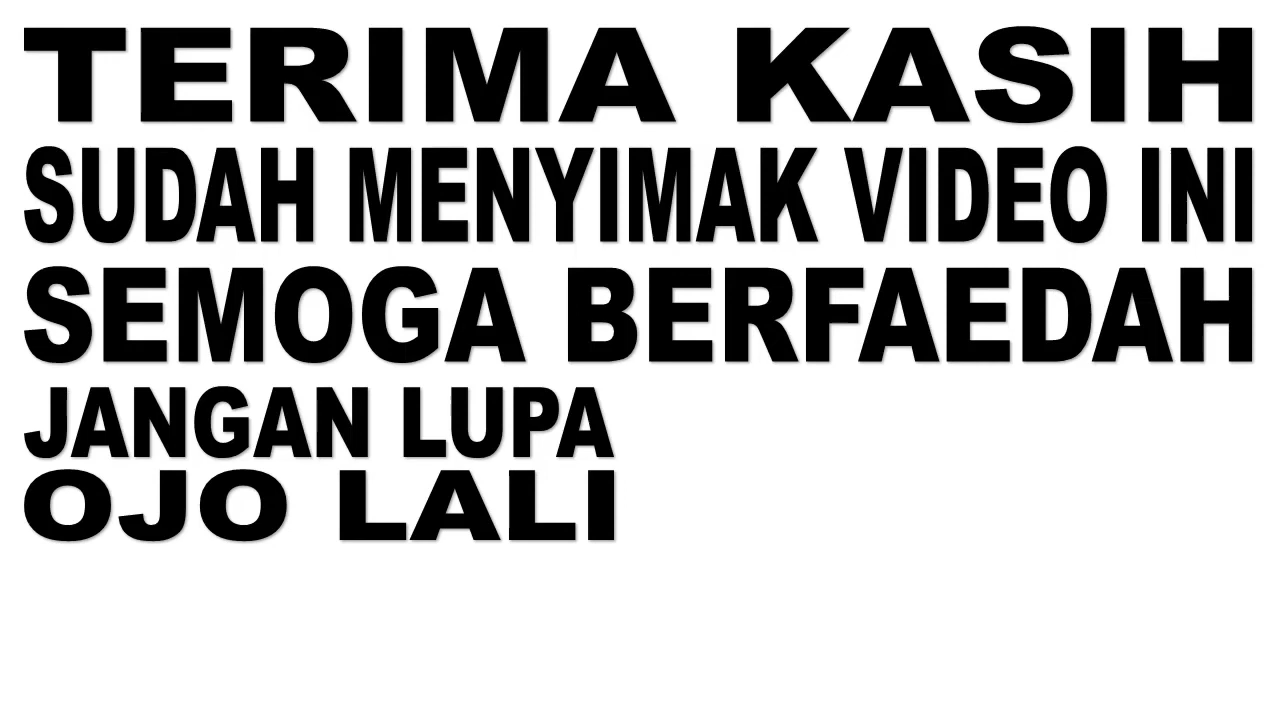 TERIMA KASIH
SUDAH MENYIMAK VIDEO INI
SEMOGA BERFAEDAH
JANGAN LUPA
OJO LALI